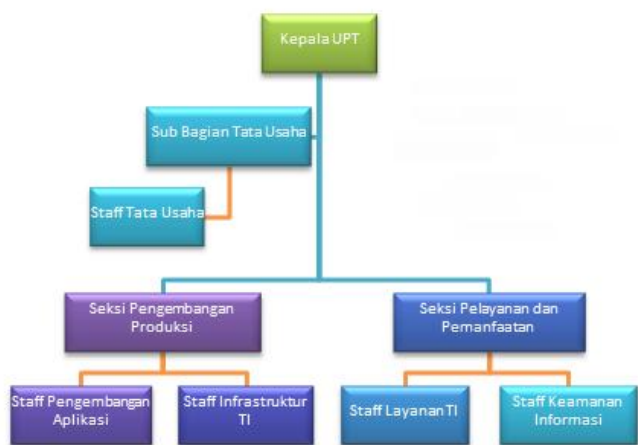 Kepala UPT
Sub Bagian Tata Usaha
Staff Tata Usaha
Seksi Pengembangan
Produksi
Seksi Pelayanan dan
Pemanfaatan
Staff Pengembangan
Aplikasi
Staff Infrastruktur
TI
Staff Layanan TI
Staff Keamanan
Informasi